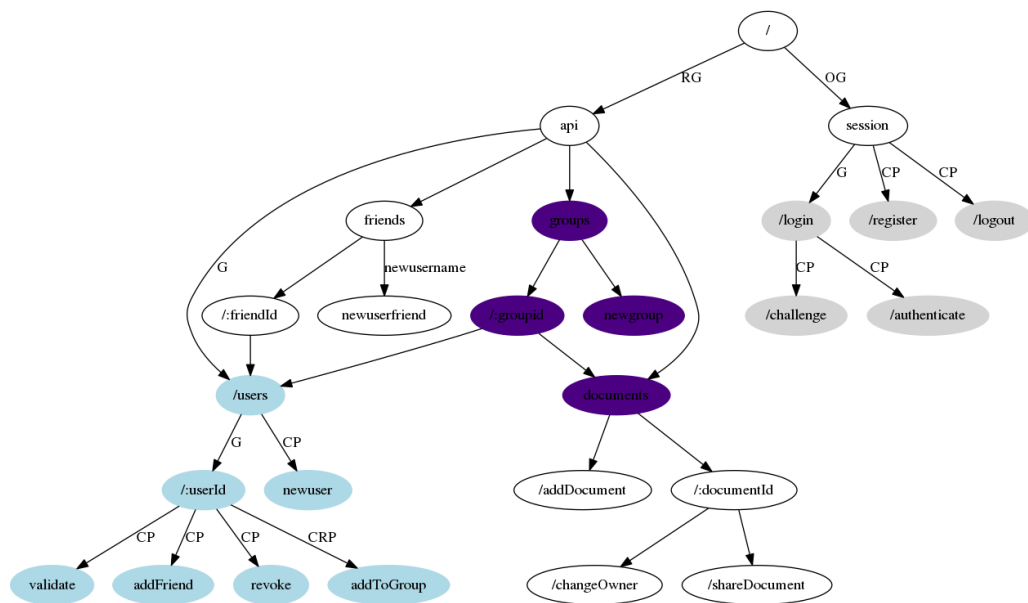 /
RG
OG
api
session
G
CP
CP
friends
groups
/login
/register
/logout
G
newusername
CP
CP
/:friendId
newuserfriend
/:groupid
newgroup
/challenge
/authenticate
/users
documents
G
CP
/:userId
newuser
/addDocument
/:documentId
CP
CP
CP
CRP
validate
addFriend
revoke
addToGroup
/changeOwner
/shareDocument